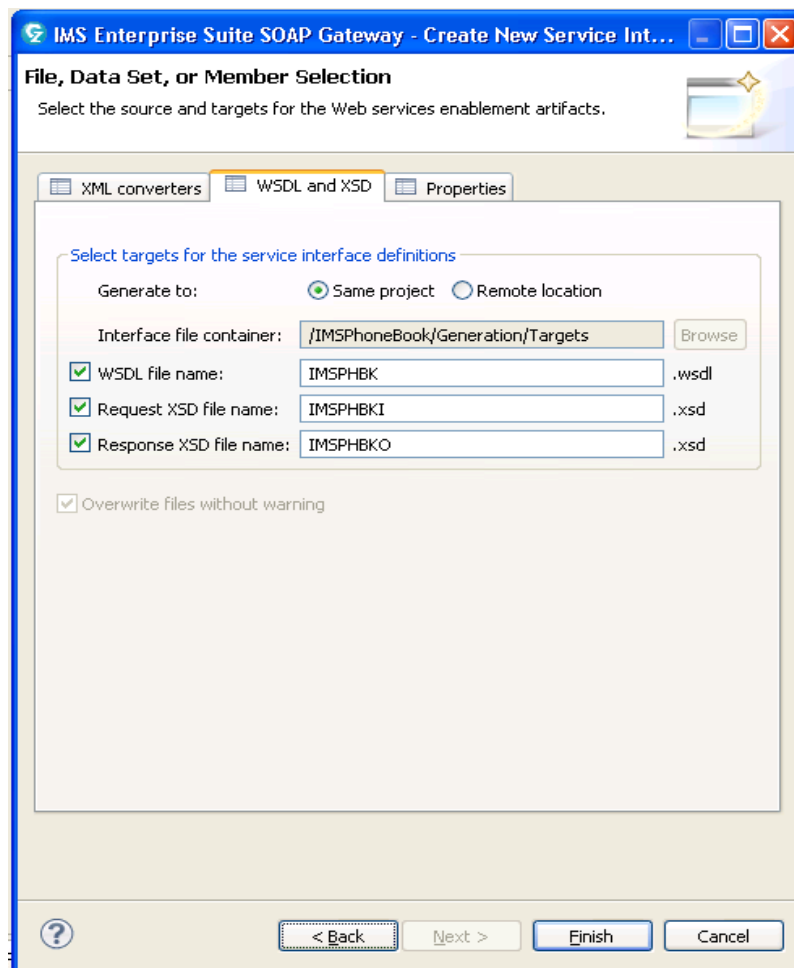 IMS Enterprise Suite SOAP Gateway - Create New Service Int...
File, Data Set, or Member Selection
Select the source and targets for the Web services enablement artifacts.
XML converters WSDL and XSD Properties
Select targets for the service interface definitions
Generate to: Same project Remote location
Interface file container: /IMSPhoneBook/Generation/Targets Browse
WSDL file name: IMSPHBK .wsdl
Request XSD file name: IMSPHBKI .xsd
Response XSD file name: IMSPHBKO .xsd
Overwrite files without warning
? < Back Next > Finish Cancel